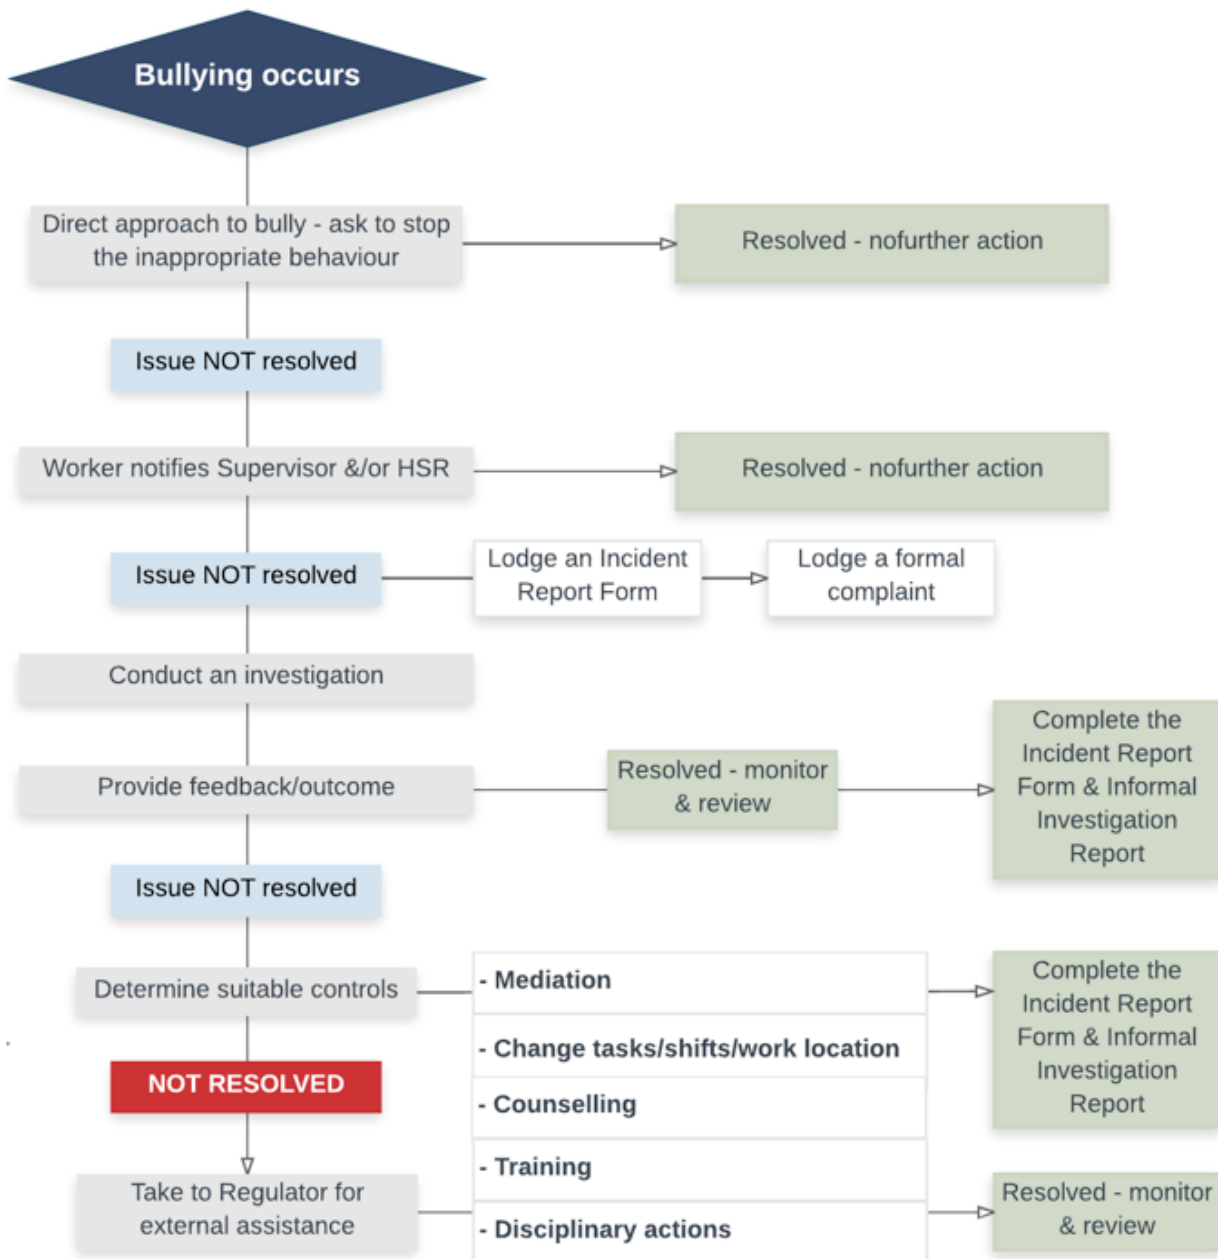 Bullying occurs
Direct approach to bully - ask to stop
the inappropriate behaviour
Resolved - nofurther action
Issue NOT resolved
Worker notifies Supervisor &/or HSR
Resolved - nofurther action
Issue NOT resolved
Lodge an Incident
Report Form
Lodge a formal
complaint
Conduct an investigation
Provide feedback/outcome
Resolved - monitor
& review
Complete the
Incident Report
Form & Informal
Investigation
Report
Issue NOT resolved
Determine suitable controls
- Mediation
- Change tasks/shifts/work location
- Counselling
- Training
- Disciplinary actions
Complete the
Incident Report
Form & Informal
Investigation
Report
NOT RESOLVED
Take to Regulator for
external assistance
Resolved - monitor
& review